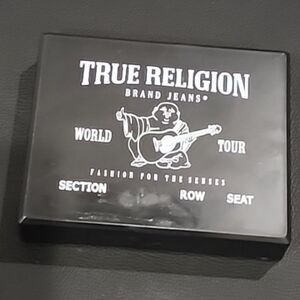 TRUE RELIGION
BRAND JEANS®
WORLD TOUR
FASHION FOR THE SENSES
SECTION ROW SEAT